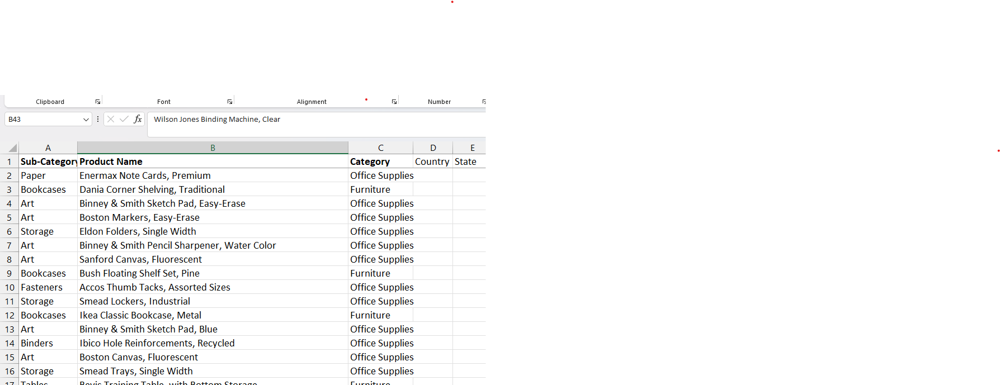 Clipboard Font Alignment Number
B43 fx Wilson Jones Binding Machine, Clear
A B C D E
1 Sub-Category Product Name Category Country State
2 Paper Enermax Note Cards, Premium Office Supplies
3 Bookcases Dania Corner Shelving, Traditional Furniture
4 Art Binney & Smith Sketch Pad, Easy-Erase Office Supplies
5 Art Boston Markers, Easy-Erase Office Supplies
6 Storage Eldon Folders, Single Width Office Supplies
7 Art Binney & Smith Pencil Sharpener, Water Color Office Supplies
8 Art Sanford Canvas, Fluorescent Office Supplies
9 Bookcases Bush Floating Shelf Set, Pine Furniture
10 Fasteners Accos Thumb Tacks, Assorted Sizes Office Supplies
11 Storage Smead Lockers, Industrial Office Supplies
12 Bookcases Ikea Classic Bookcase, Metal Furniture
13 Art Binney & Smith Sketch Pad, Blue Office Supplies
14 Binders Ibico Hole Reinforcements, Recycled Office Supplies
15 Art Boston Canvas, Fluorescent Office Supplies
16 Storage Smead Trays, Single Width Office Supplies
17 Tables Bevis Training Table, with Bottom Storage Furniture